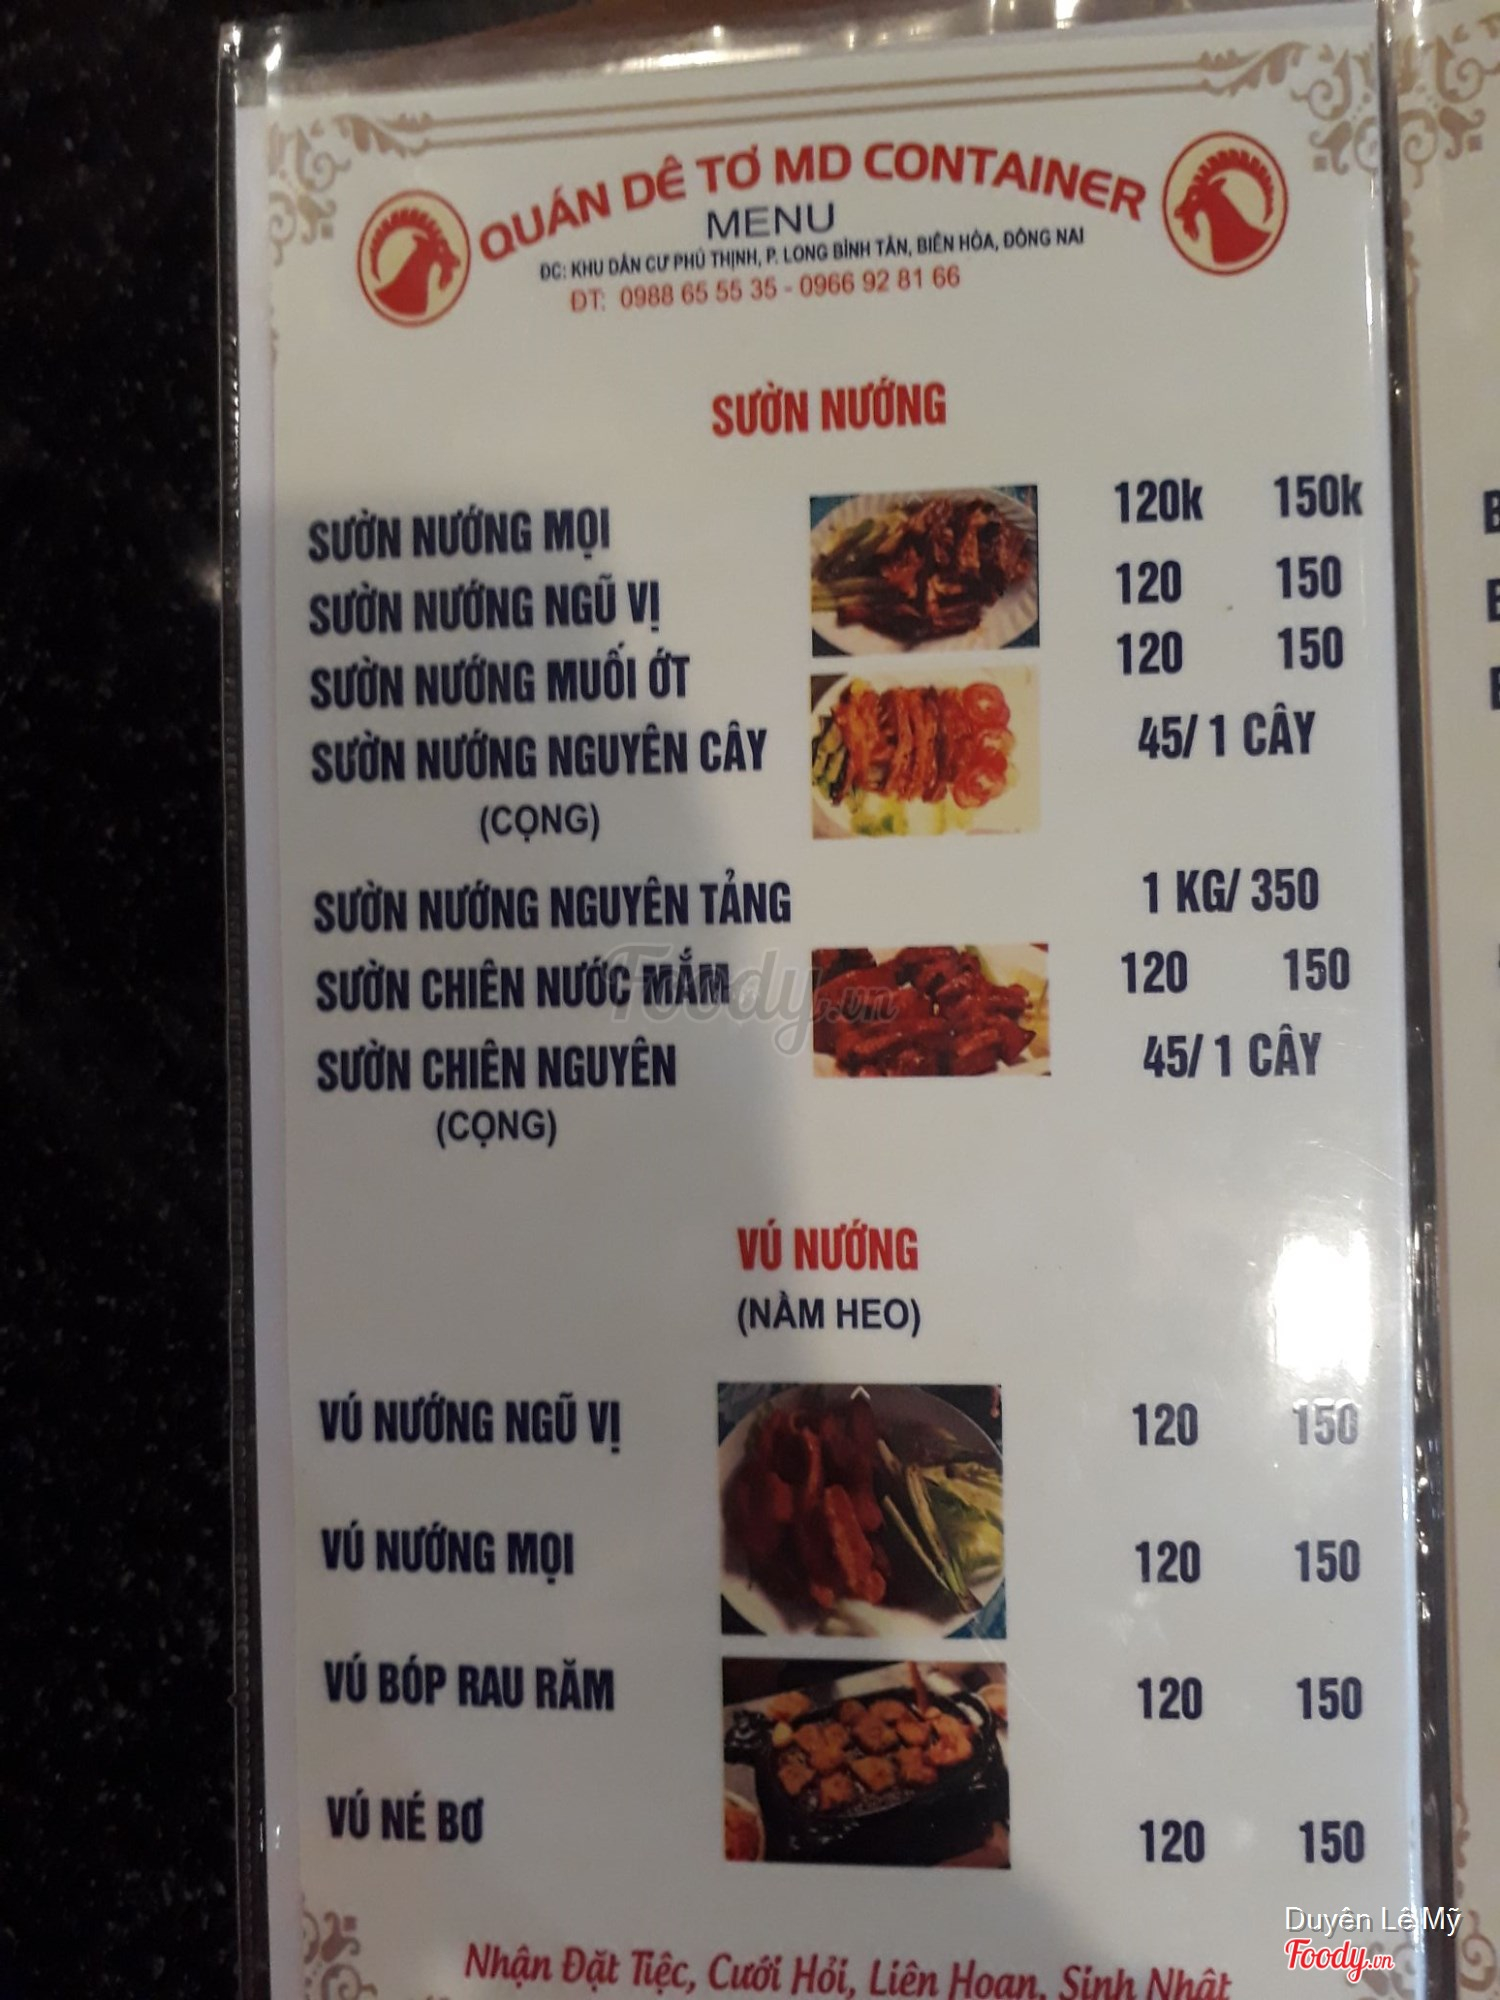 QUÁN DÊ TƠ MD CONTAINER
MENU
ĐC: KHU DÂN CƯ PHÚ THỊNH, P. LONG BÌNH TÂN, BIÊN HÒA, ĐỒNG NAI
ĐT: 0988 65 55 35 - 0966 92 81 66
SƯỜN NƯỚNG
SƯỜN NƯỚNG MỌI 120k 150k
SƯỜN NƯỚNG NGŨ VỊ 120 150
SƯỜN NƯỚNG MUỐI ỚT 120 150
SƯỜN NƯỚNG NGUYÊN CÂY 45/ 1 CÂY
(CỌNG)
SƯỜN NƯỚNG NGUYÊN TẢNG 1 KG/ 350
SƯỜN CHIÊN NƯỚC MẮM 120 150
SƯỜN CHIÊN NGUYÊN 45/ 1 CÂY
(CỌNG)
Foody.vn
VÚ NƯỚNG
(NẦM HEO)
VÚ NƯỚNG NGŨ VỊ 120 150
VÚ NƯỚNG MỌI 120 150
VÚ BÓP RAU RĂM 120 150
VÚ NÉ BƠ 120 150
Nhận Đặt Tiệc, Cưới Hỏi, Liên Hoan, Sinh Nhật
Duyên Lê Mỹ
Foody.vn